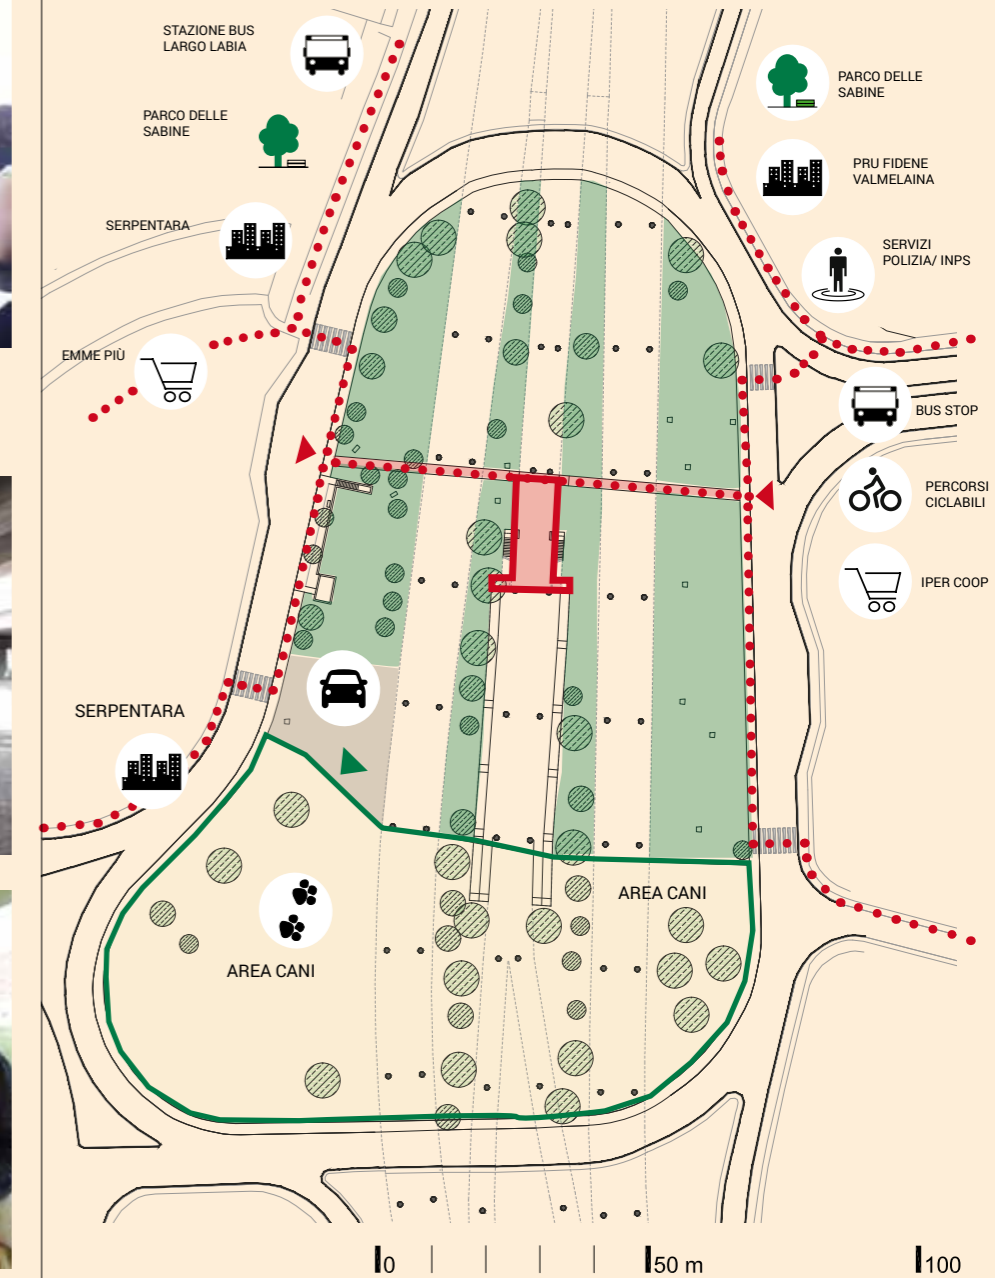 STAZIONE BUS
LARGO LABIA
PARCO DELLE
SABINE
SERPENTARA
EMME PIÙ
SERPENTARA
PARCO DELLE
SABINE
PRU FIDENE
VALMELAINA
SERVIZI
POLIZIA/ INPS
BUS STOP
PERCORSI
CICLABILI
IPER COOP
AREA CANI
AREA CANI
0
50 m
100